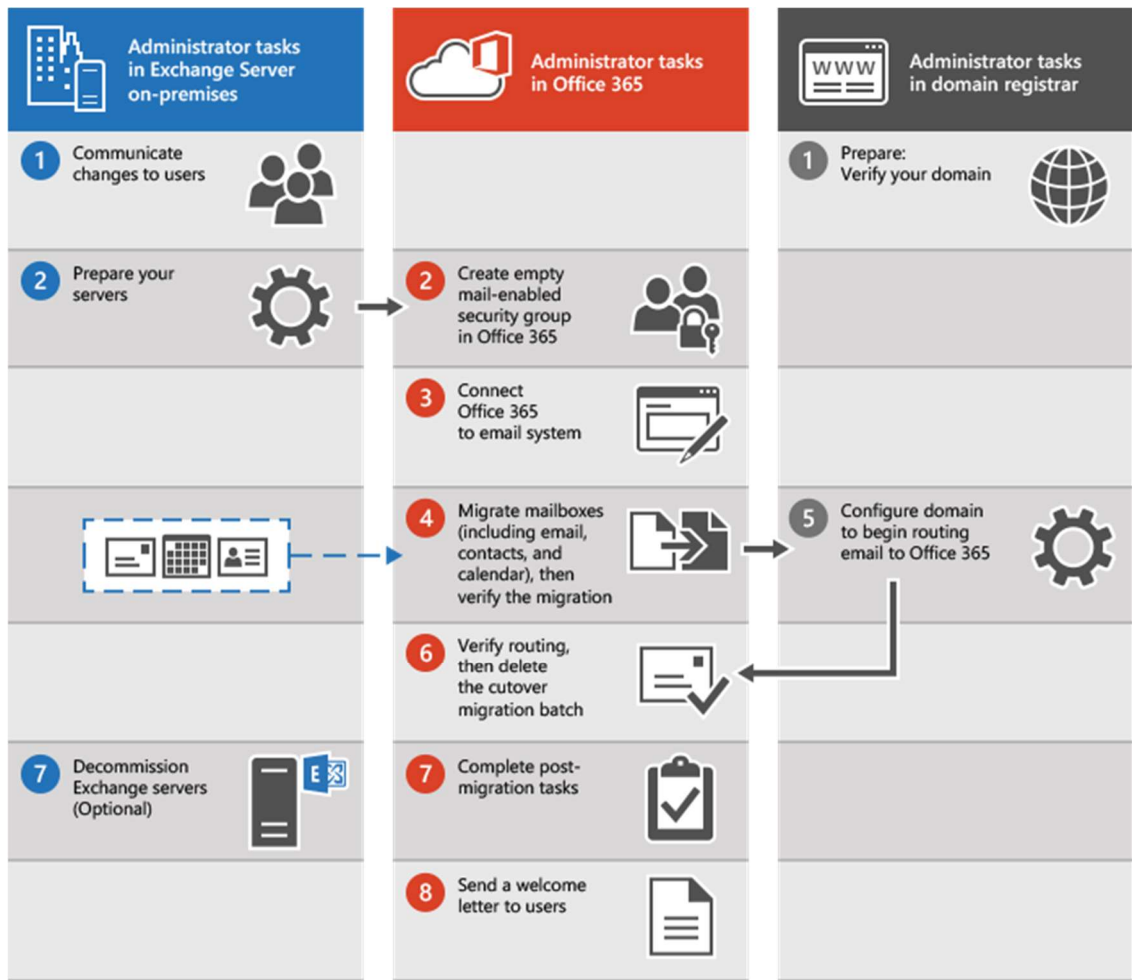 Administrator tasks
in Exchange Server
on-premises
Administrator tasks
in Office 365
WWW
Administrator tasks
in domain registrar
1
Communicate
changes to users
1
Prepare:
Verify your domain
2
Prepare your
servers
2
Create empty
mail-enabled
security group
in Office 365
3
Connect
Office 365
to email system
4
Migrate mailboxes
(including email,
contacts, and
calendar), then
verify the migration
5
Configure domain
to begin routing
email to Office 365
6
Verify routing,
then delete
the cutover
migration batch
7
Decommission
Exchange servers
(Optional)
E
7
Complete post-
migration tasks
8
Send a welcome
letter to users